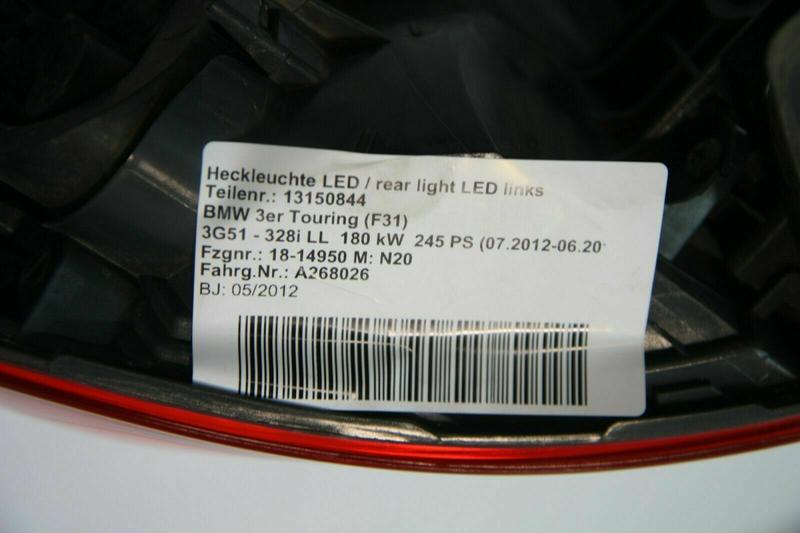 Heckleuchte LED / rear light LED links
Teilenr.: 13150844
BMW 3er Touring (F31)
3G51 - 328i LL 180 kW 245 PS (07.2012-06.20
Fzgnr.: 18-14950 M: N20
Fahrg.Nr.: A268026
BJ: 05/2012